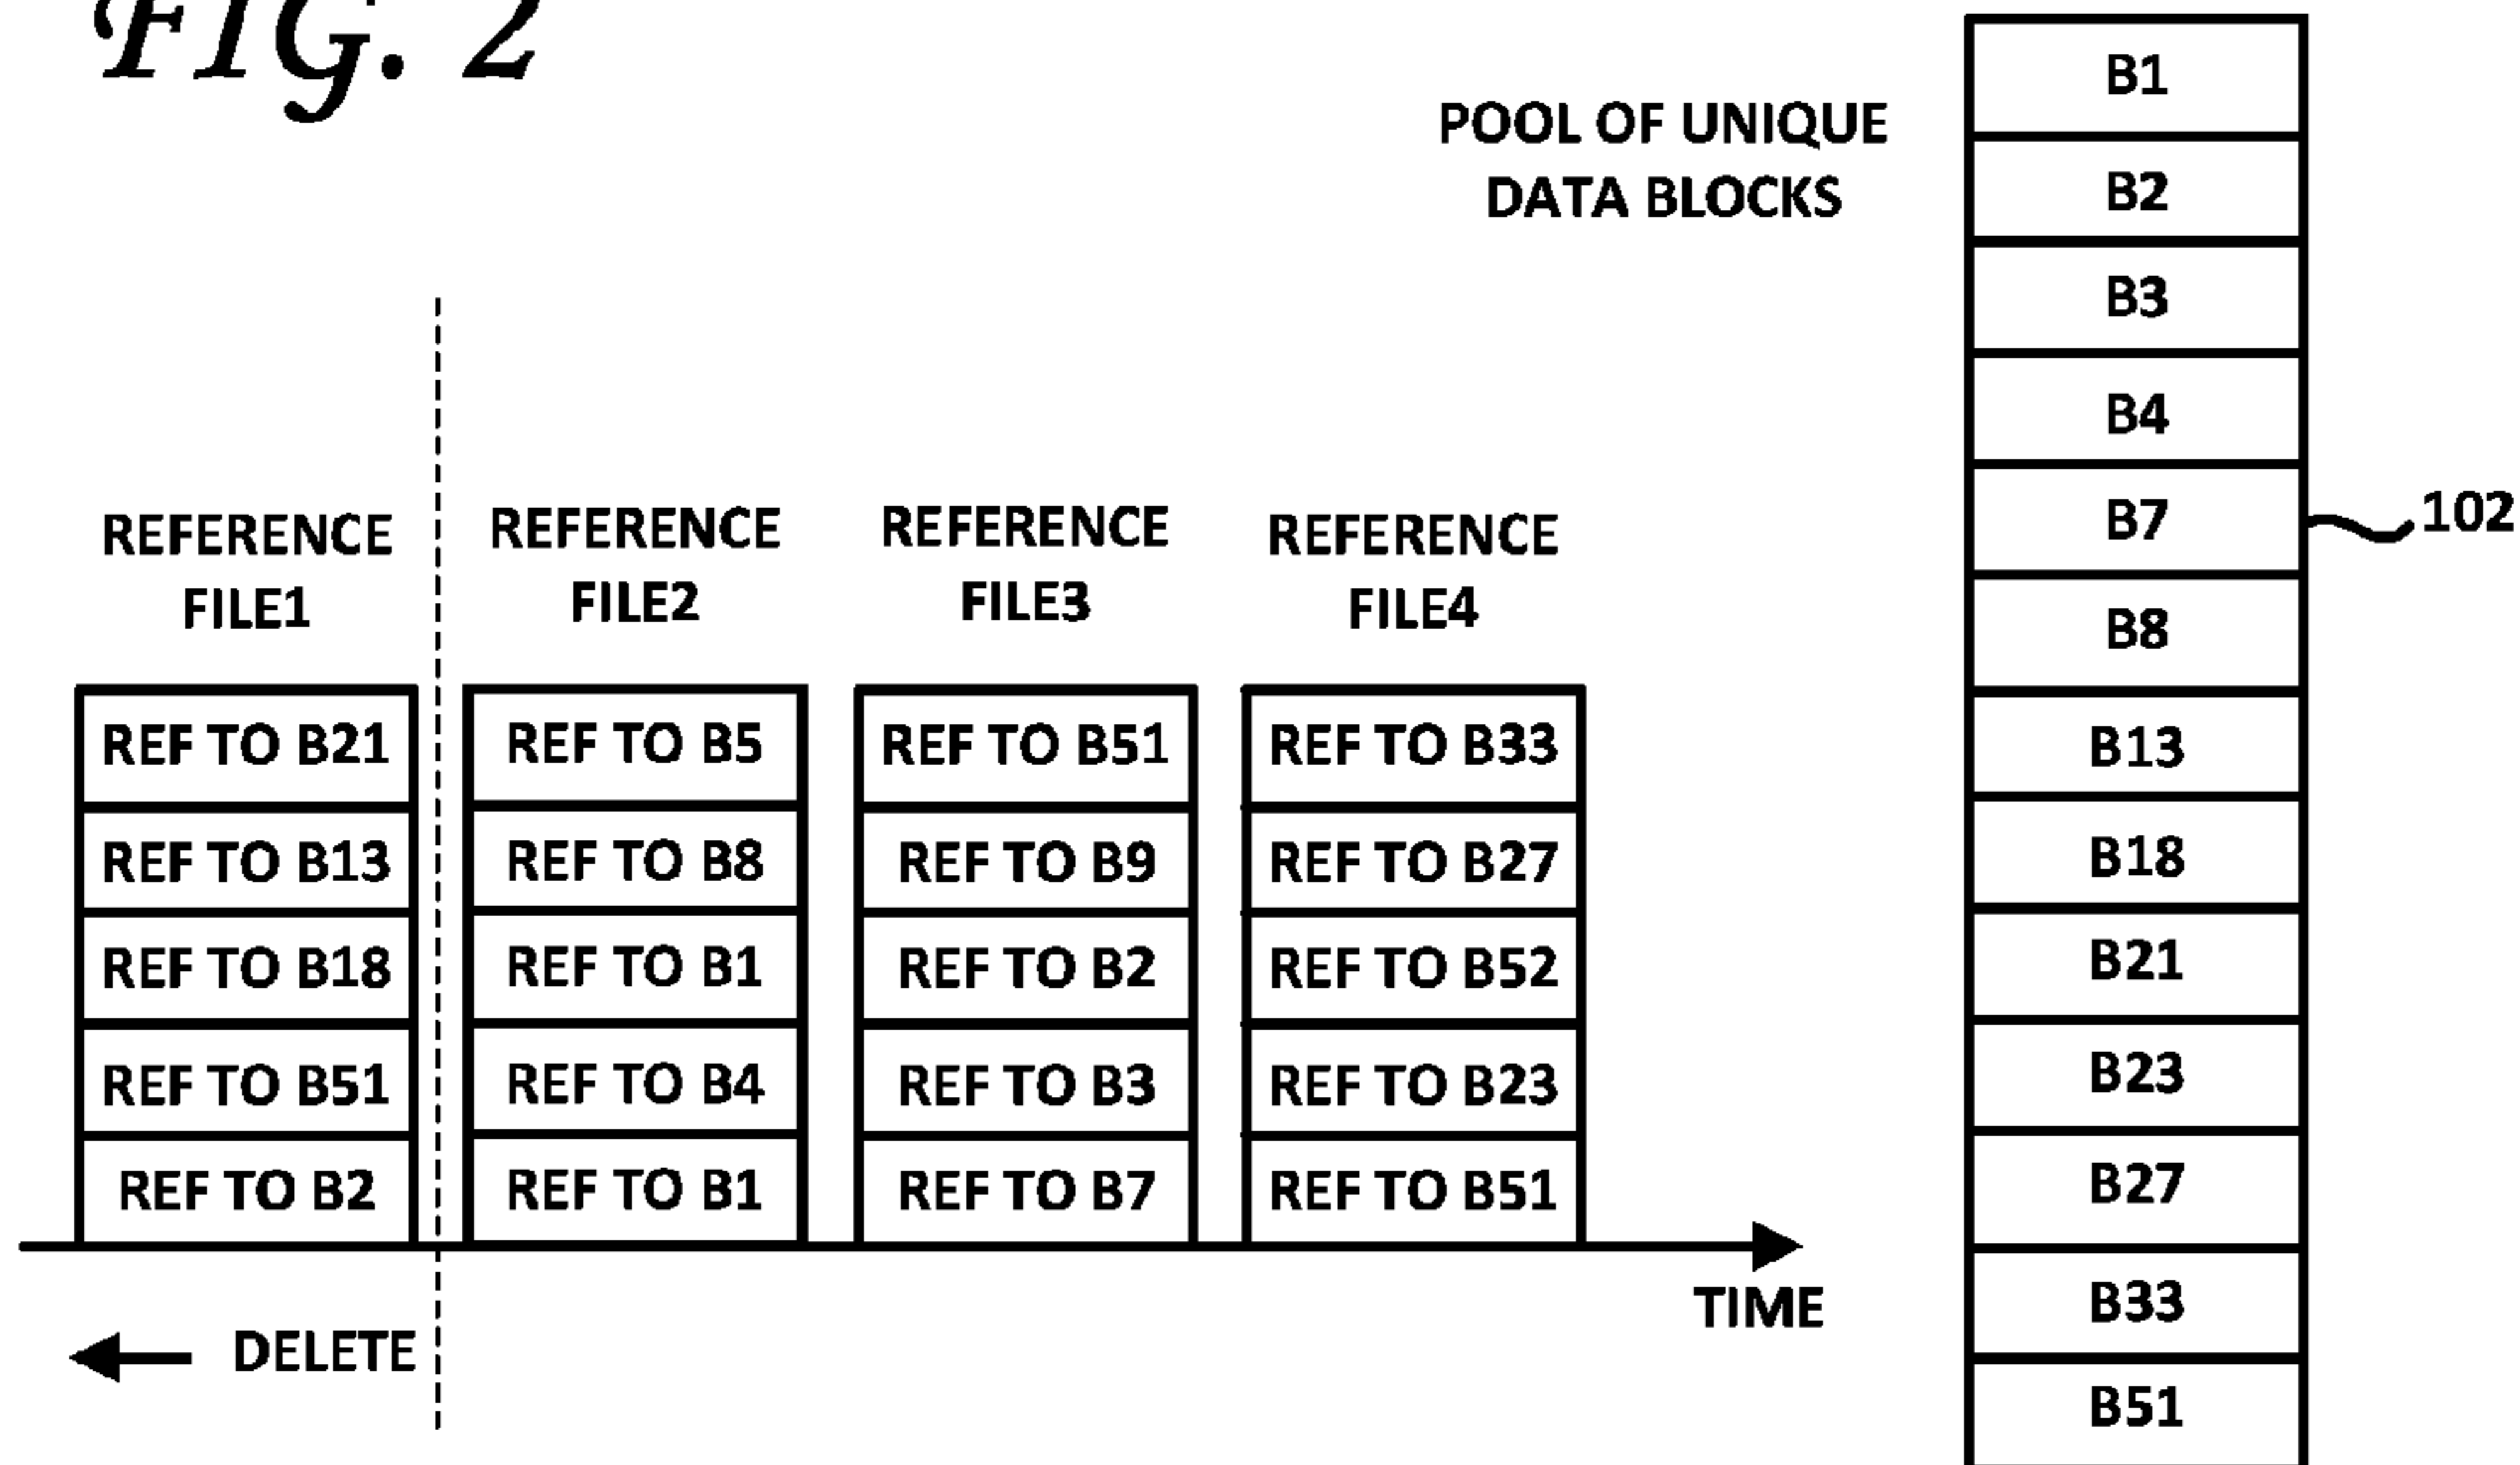 FIG. 2
POOL OF UNIQUE
DATA BLOCKS
REFERENCE
FILE1
REF TO B21
REF TO B13
REF TO B18
REF TO B51
REF TO B2
REFERENCE
FILE2
REF TO B5
REF TO B8
REF TO B1
REF TO B4
REF TO B1
REFERENCE
FILE3
REF TO B51
REF TO B9
REF TO B2
REF TO B3
REF TO B7
REFERENCE
FILE4
REF TO B33
REF TO B27
REF TO B52
REF TO B23
REF TO B51
TIME
DELETE
B1
B2
B3
B4
B7
B8
B13
B18
B21
B23
B27
B33
B51
102